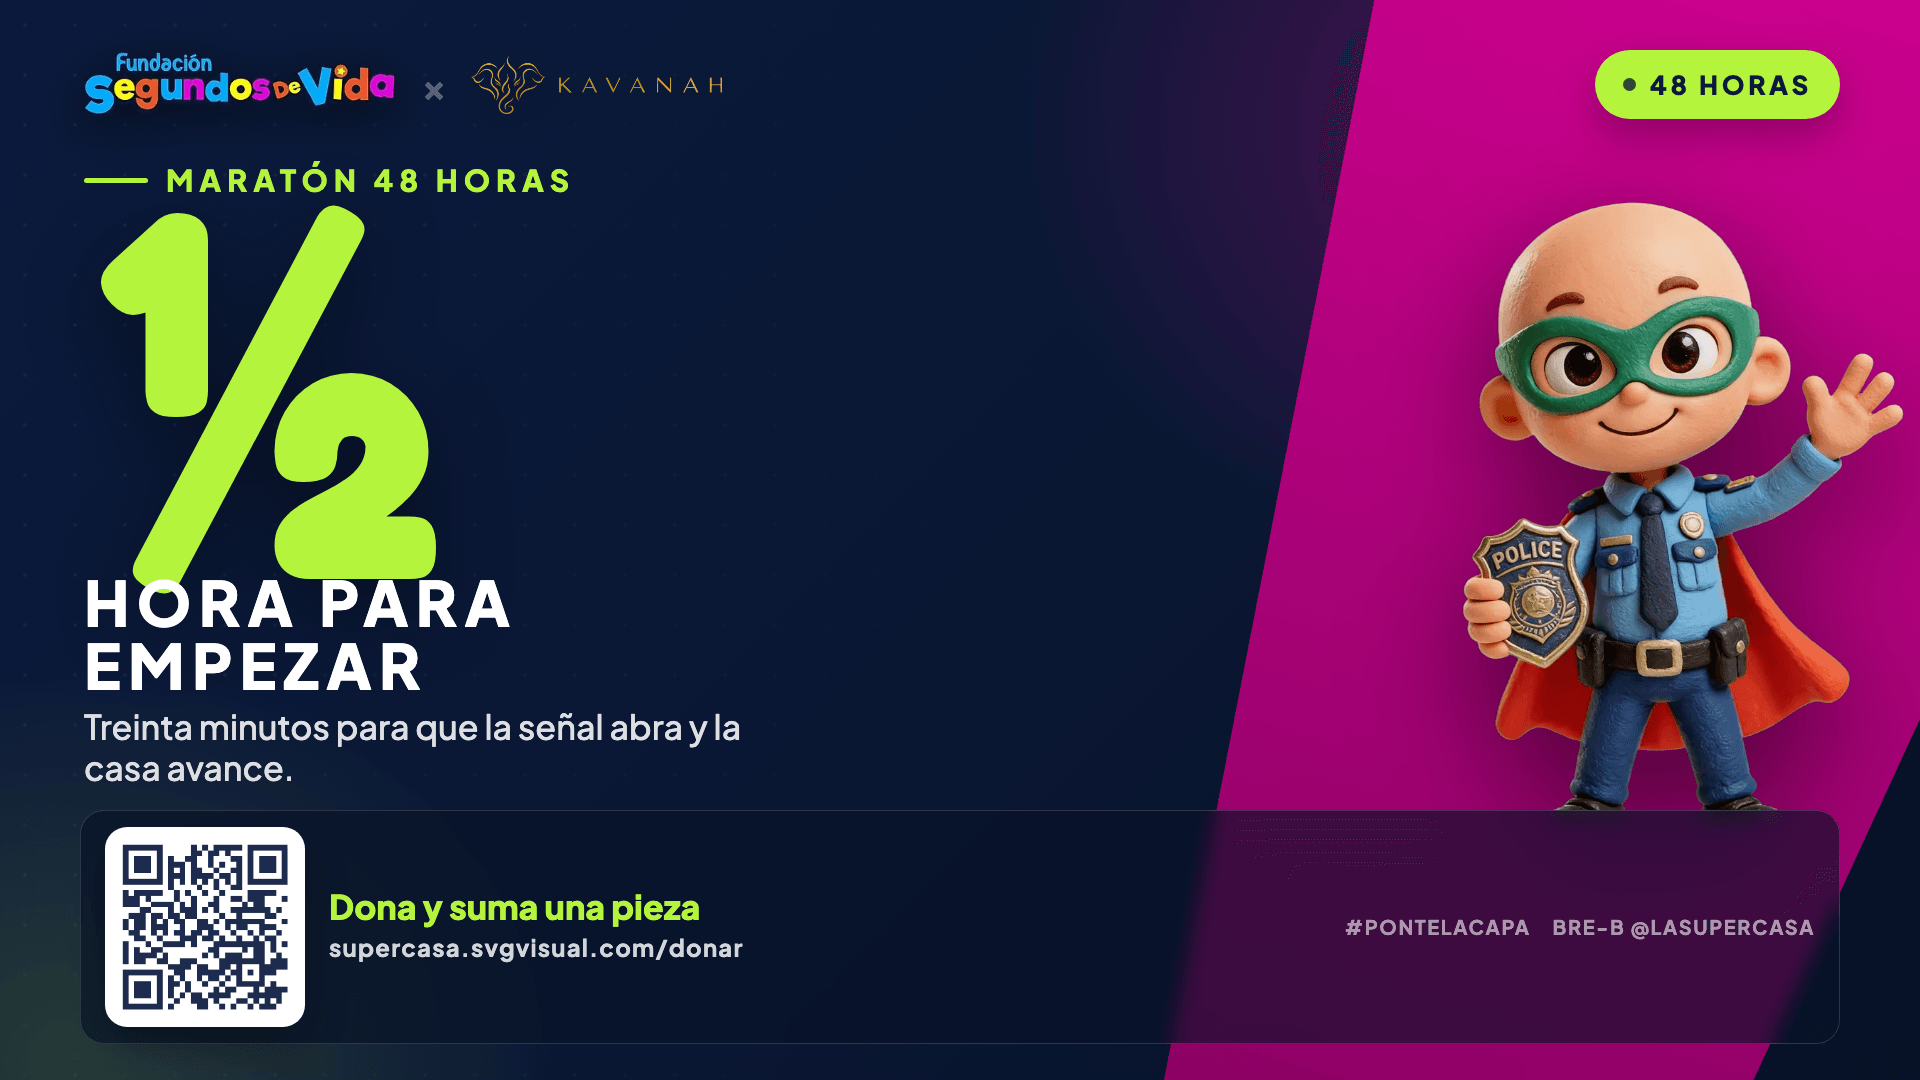 Fundación
Segundos DE Vida
×
KAVANAH
48 HORAS
MARATÓN 48 HORAS
1/2
HORA PARA
EMPEZAR
Treinta minutos para que la señal abra y la
casa avance.
POLICE
Dona y suma una pieza
supercasa.svgvisual.com/donar
#PONTELACAPA BRE-B @LASUPERCASA